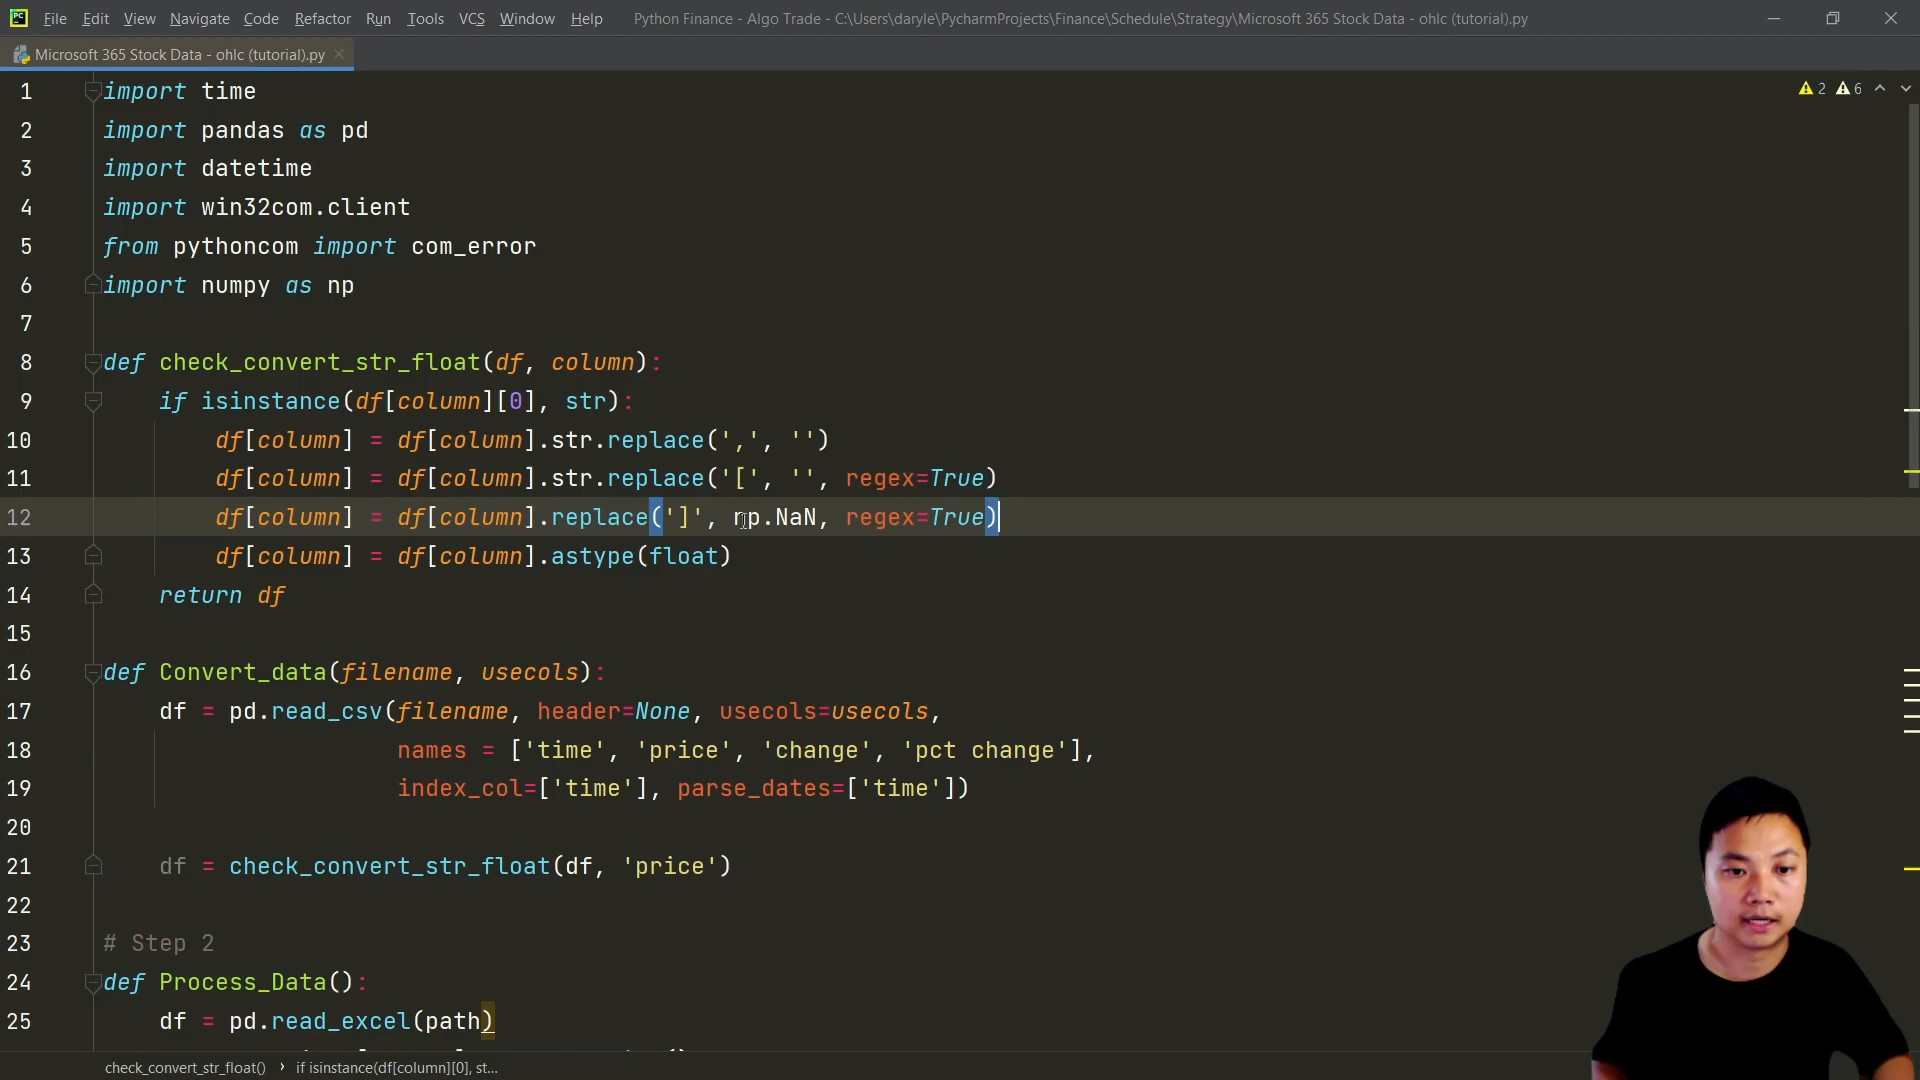 PC File Edit View Navigate Code Refactor Run Tools VCS Window Help Python Finance - Algo Trade - C:\Users\daryle\PycharmProjects\Finance\Schedule\Strategy\Microsoft 365 Stock Data - ohlc (tutorial).py
Microsoft 365 Stock Data - ohlc (tutorial).py
2 6
1 import time
2 import pandas as pd
3 import datetime
4 import win32com.client
5 from pythoncom import com_error
6 import numpy as np
7
8 def check_convert_str_float(df, column):
9     if isinstance(df[column][0], str):
10         df[column] = df[column].str.replace(',', '')
11         df[column] = df[column].str.replace('[', '', regex=True)
12         df[column] = df[column].replace(']', np.NaN, regex=True)
13         df[column] = df[column].astype(float)
14     return df
15
16 def Convert_data(filename, usecols):
17     df = pd.read_csv(filename, header=None, usecols=usecols,
18                      names = ['time', 'price', 'change', 'pct change'],
19                      index_col=['time'], parse_dates=['time'])
20
21     df = check_convert_str_float(df, 'price')
22
23 # Step 2
24 def Process_Data():
25     df = pd.read_excel(path)
check_convert_str_float() › if isinstance(df[column][0], st...